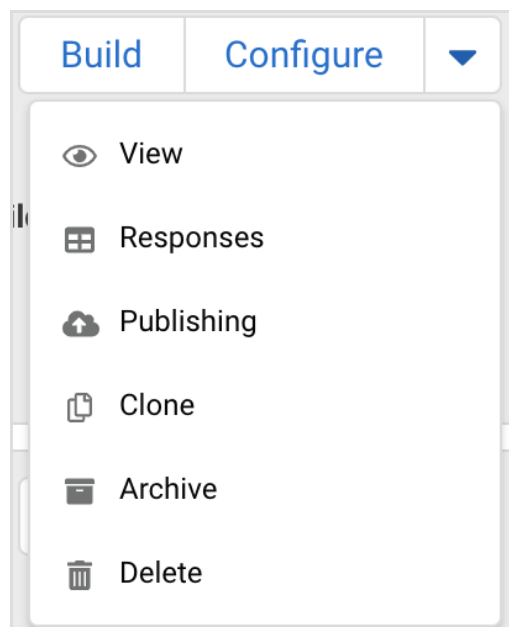 Build Configure
View
Responses
Publishing
Clone
Archive
Delete